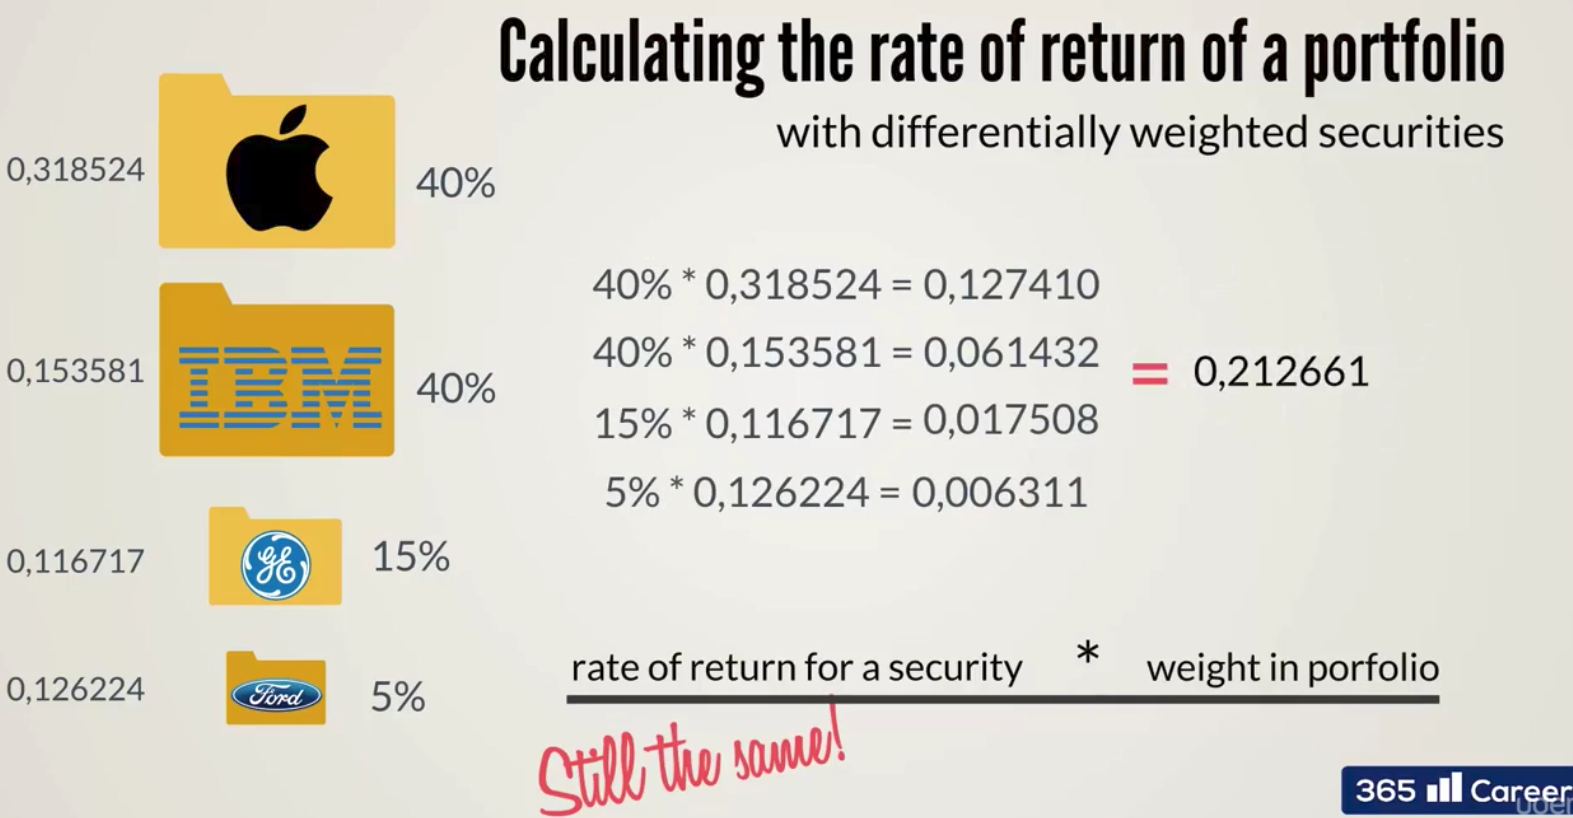 Calculating the rate of return of a portfolio
with differentially weighted securities
0,318524
40%
0,153581
IBM
40%
0,116717
GE
15%
0,126224
Ford
5%
40% * 0,318524 = 0,127410
40% * 0,153581 = 0,061432
15% * 0,116717 = 0,017508
5% * 0,126224 = 0,006311
= 0,212661
rate of return for a security * weight in porfolio
Still the same!
365 Career